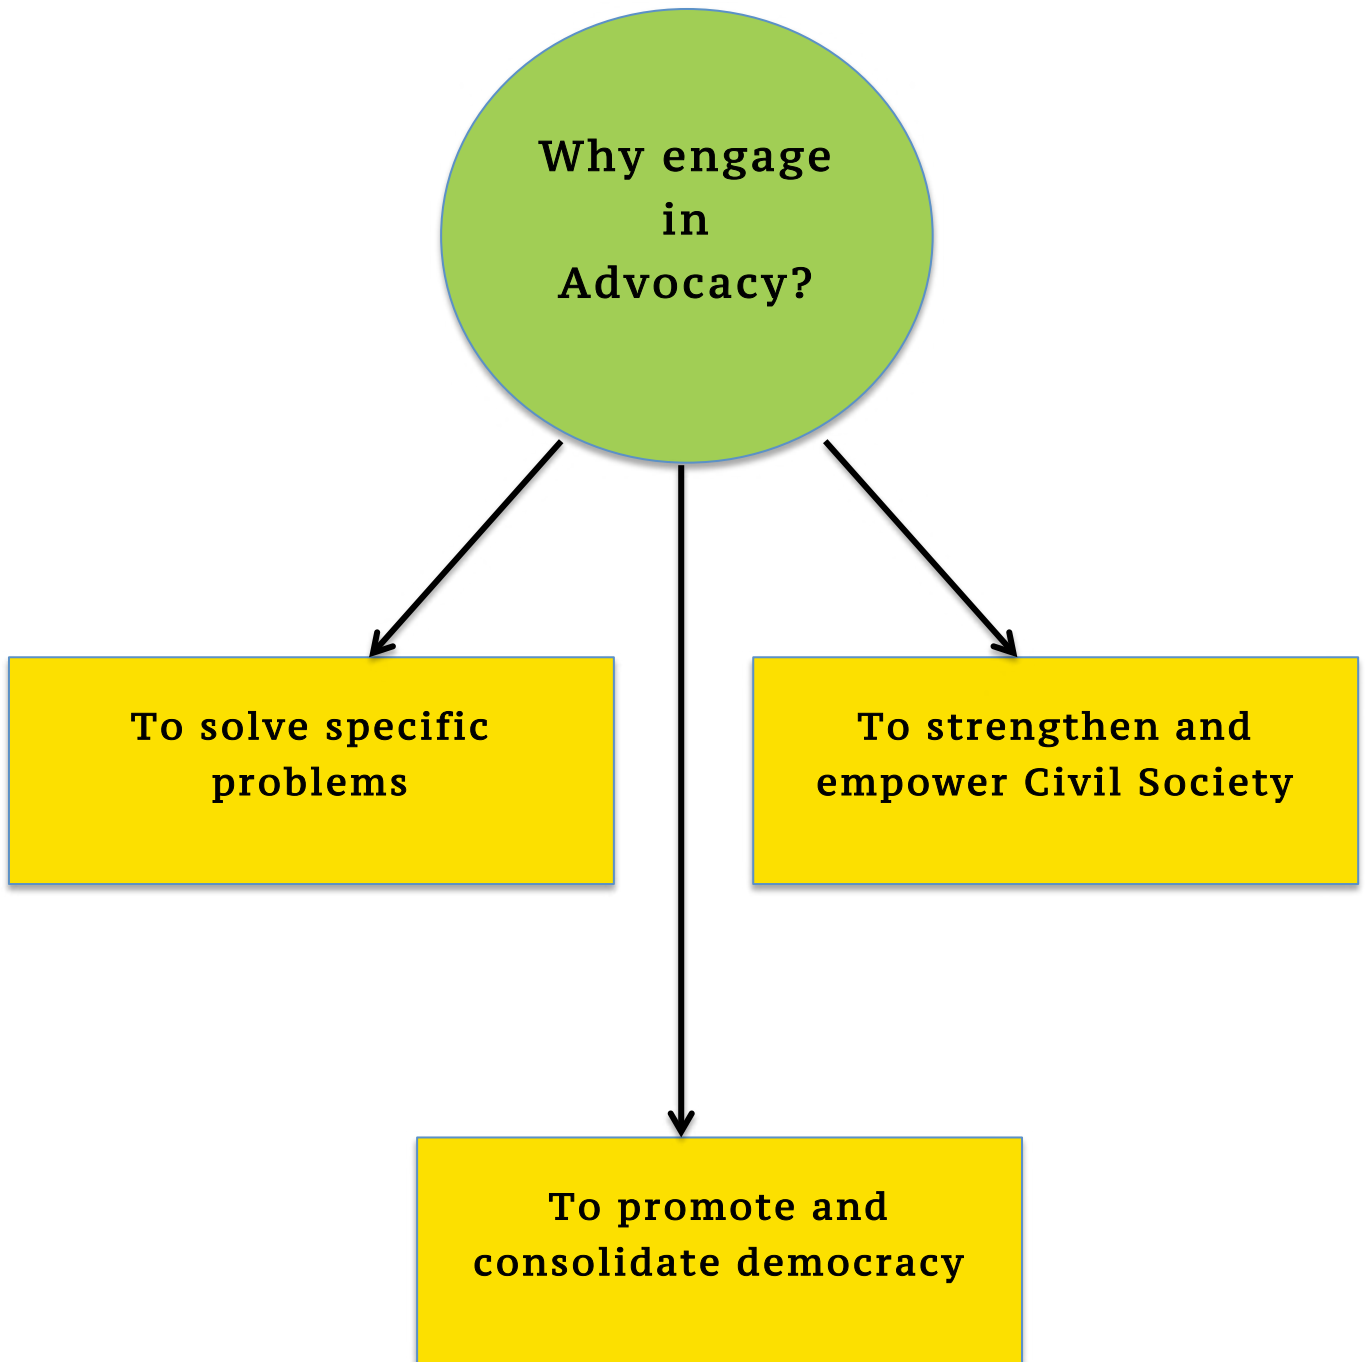 Why engage
in
Advocacy?
To solve specific
problems
To strengthen and
empower Civil Society
To promote and
consolidate democracy